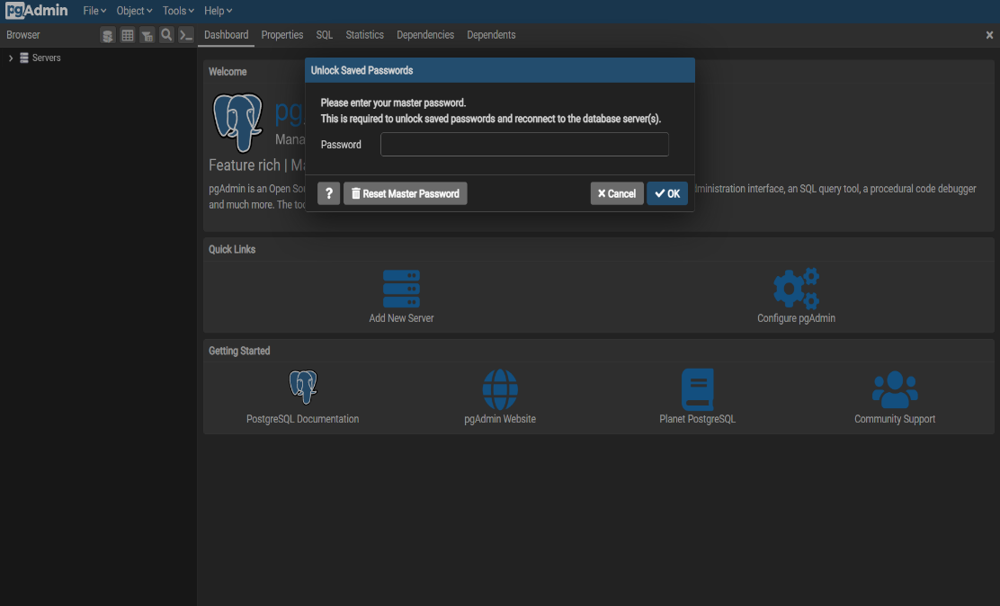 pgAdmin File Object Tools Help
Browser Dashboard Properties SQL Statistics Dependencies Dependents
Servers
Welcome
Unlock Saved Passwords
Please enter your master password.
This is required to unlock saved passwords and reconnect to the database server(s).
Password
? Reset Master Password Cancel OK
pg
Mana
Feature rich | Ma
pgAdmin is an Open Sou
ministration interface, an SQL query tool, a procedural code debugger
and much more. The too
Quick Links
Add New Server Configure pgAdmin
Getting Started
PostgreSQL Documentation pgAdmin Website Planet PostgreSQL Community Support